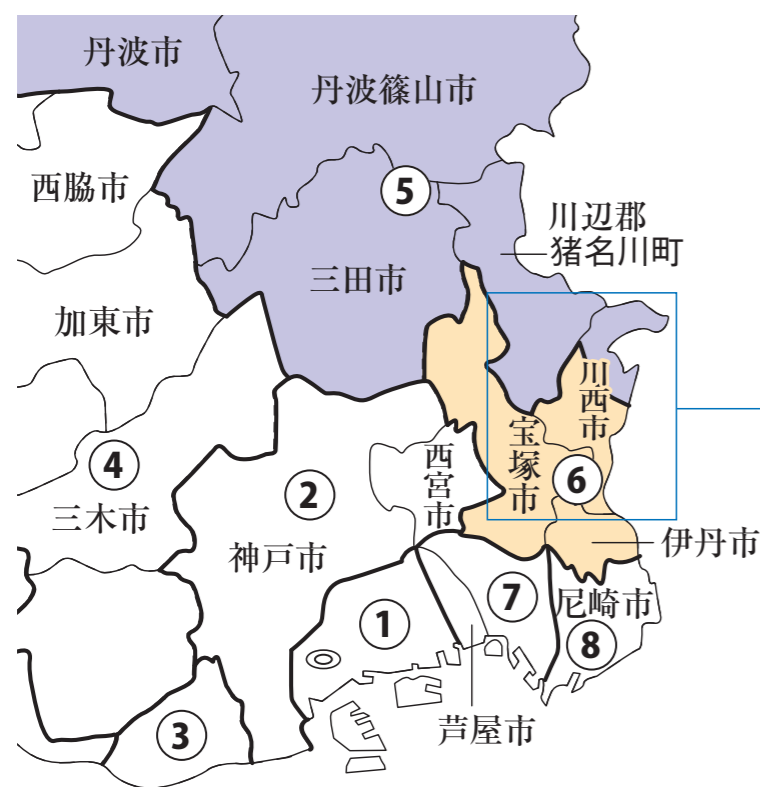 丹波市
丹波篠山市
西脇市
⑤
川辺郡
猪名川町
三田市
加東市
川西市
宝塚市
西宮市
④
三木市
②
⑥
神戸市
伊丹市
⑦
尼崎市
①
⑧
芦屋市
③